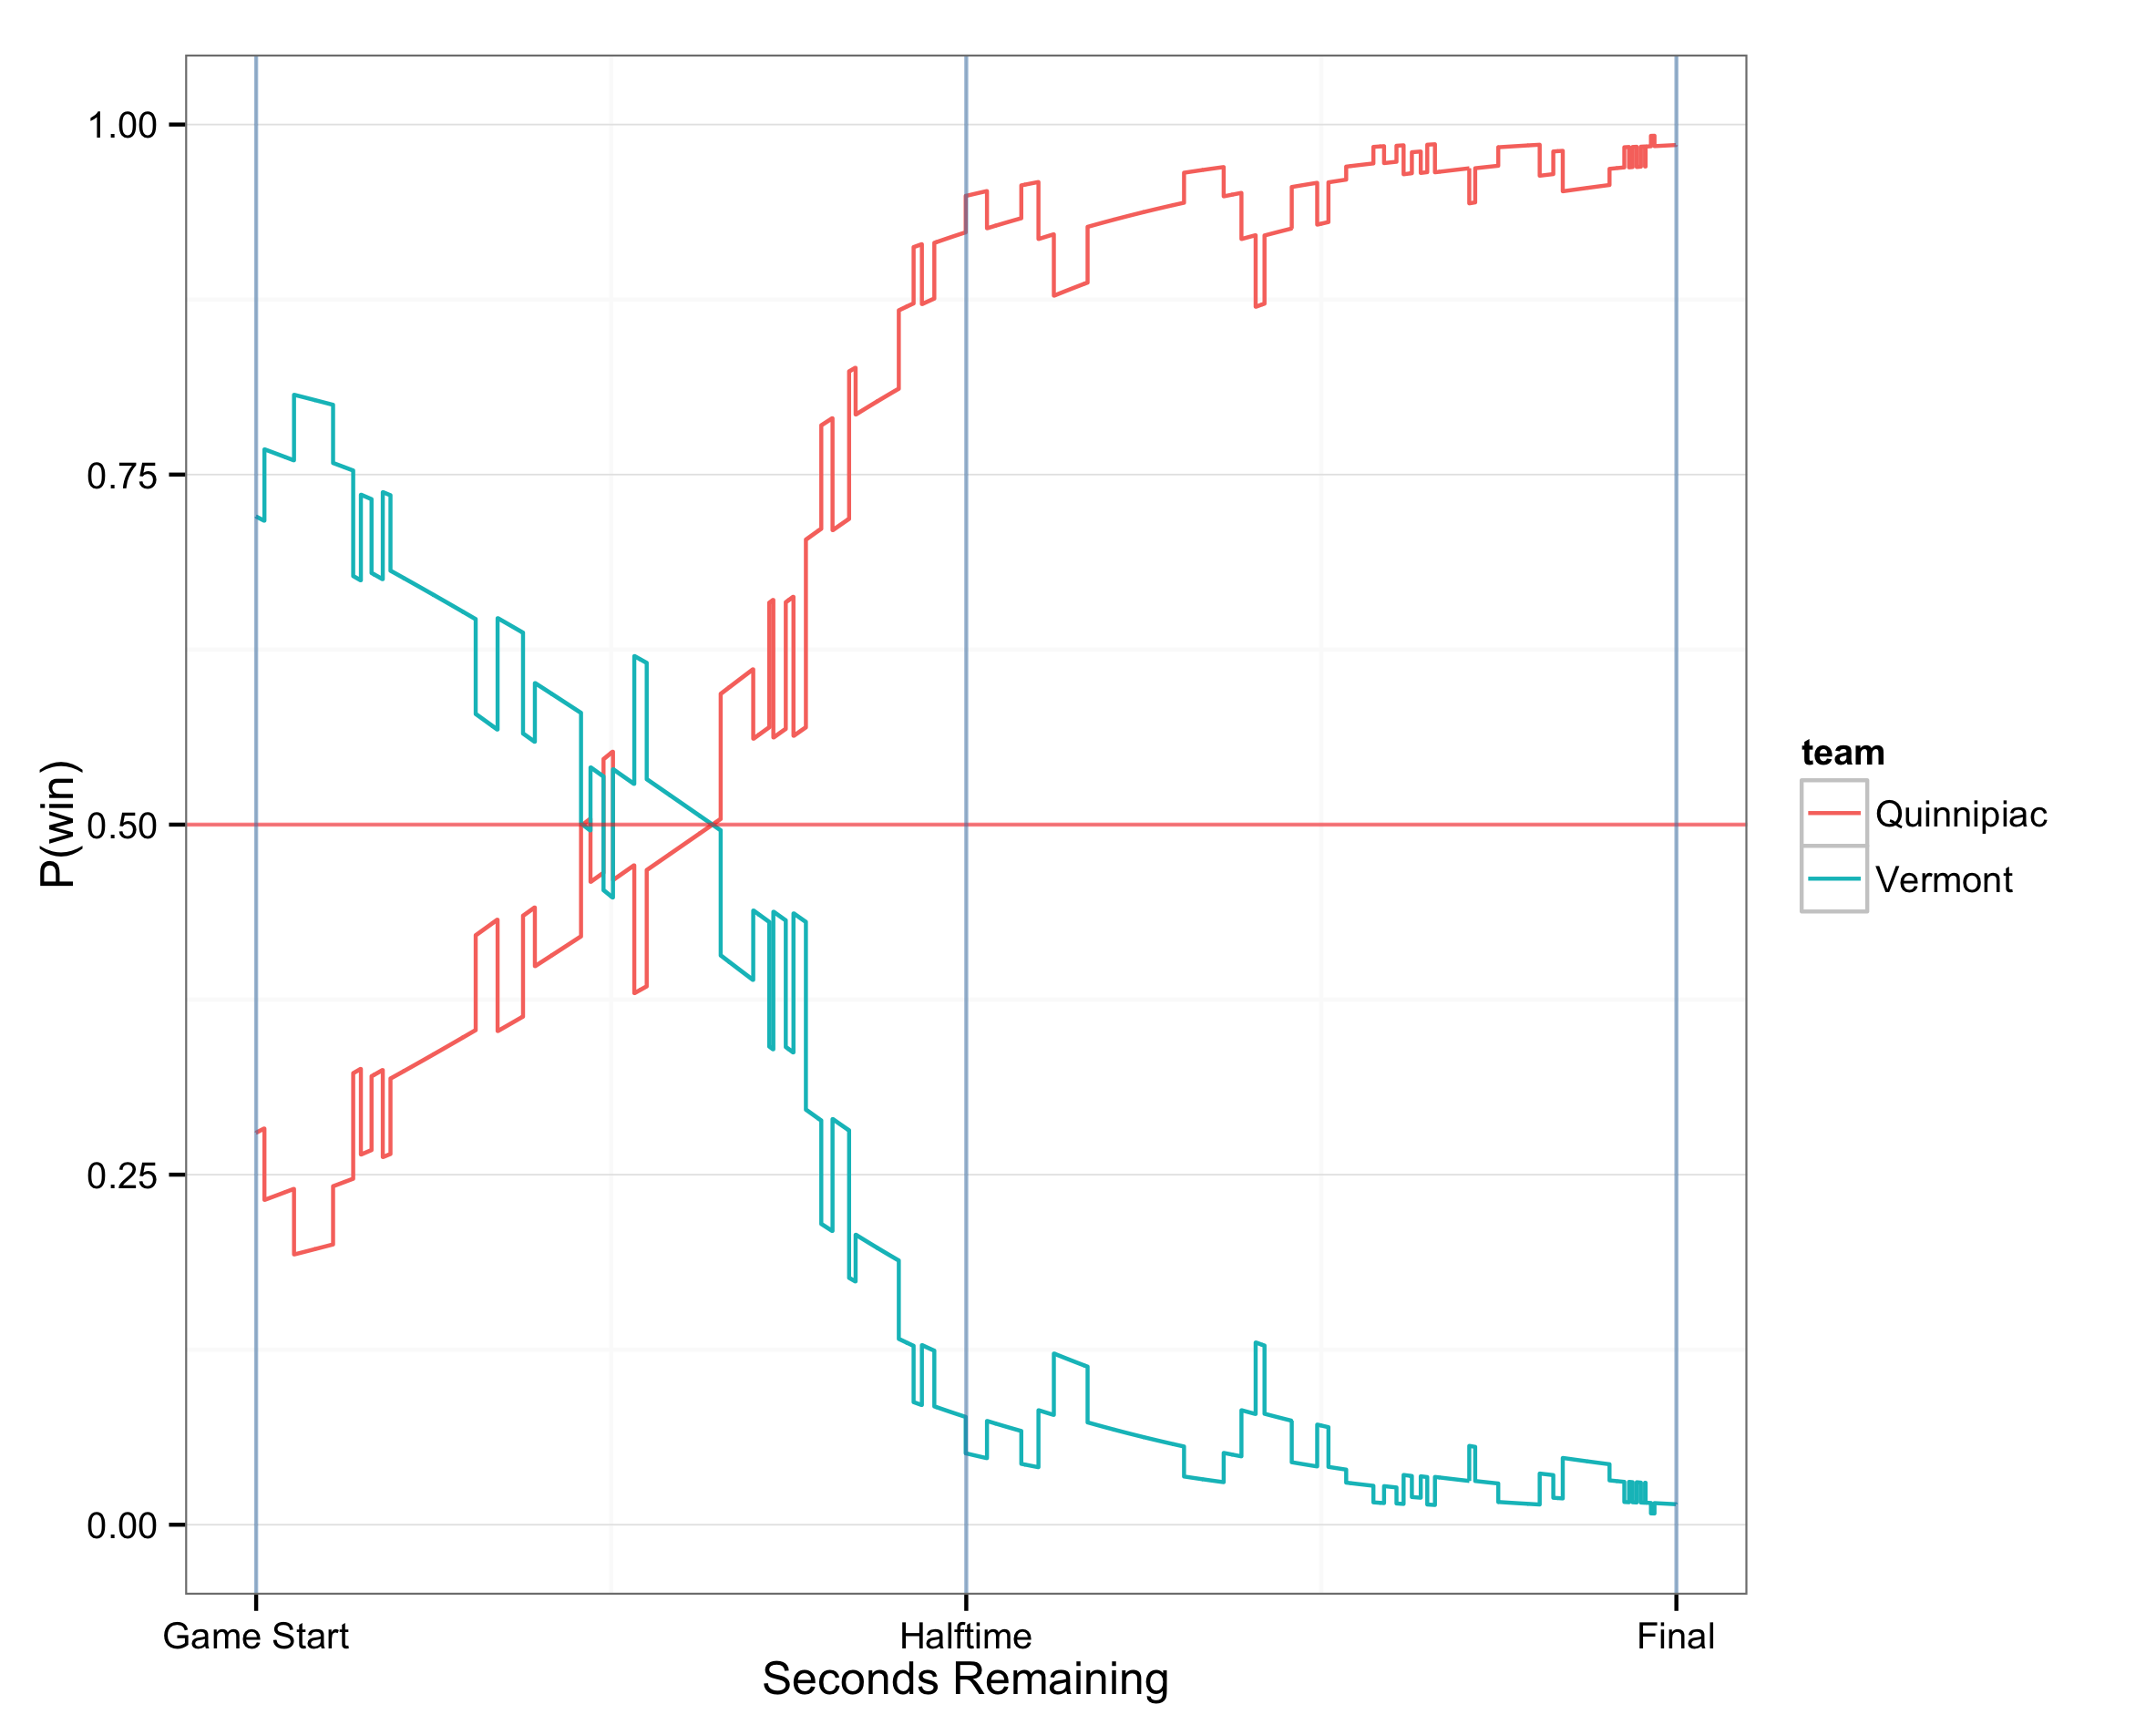 P(win)
1.00
0.75
0.50
0.25
0.00
Game Start
Halftime
Final
Seconds Remaining
team
Quinnipiac
Vermont